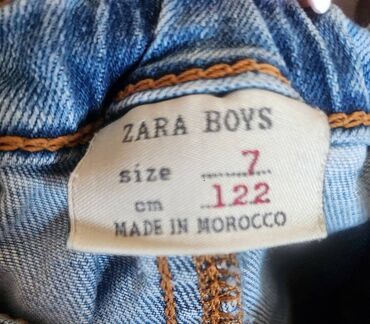 ZARA BOYS
size 7
cm 122
MADE IN MOROCCO